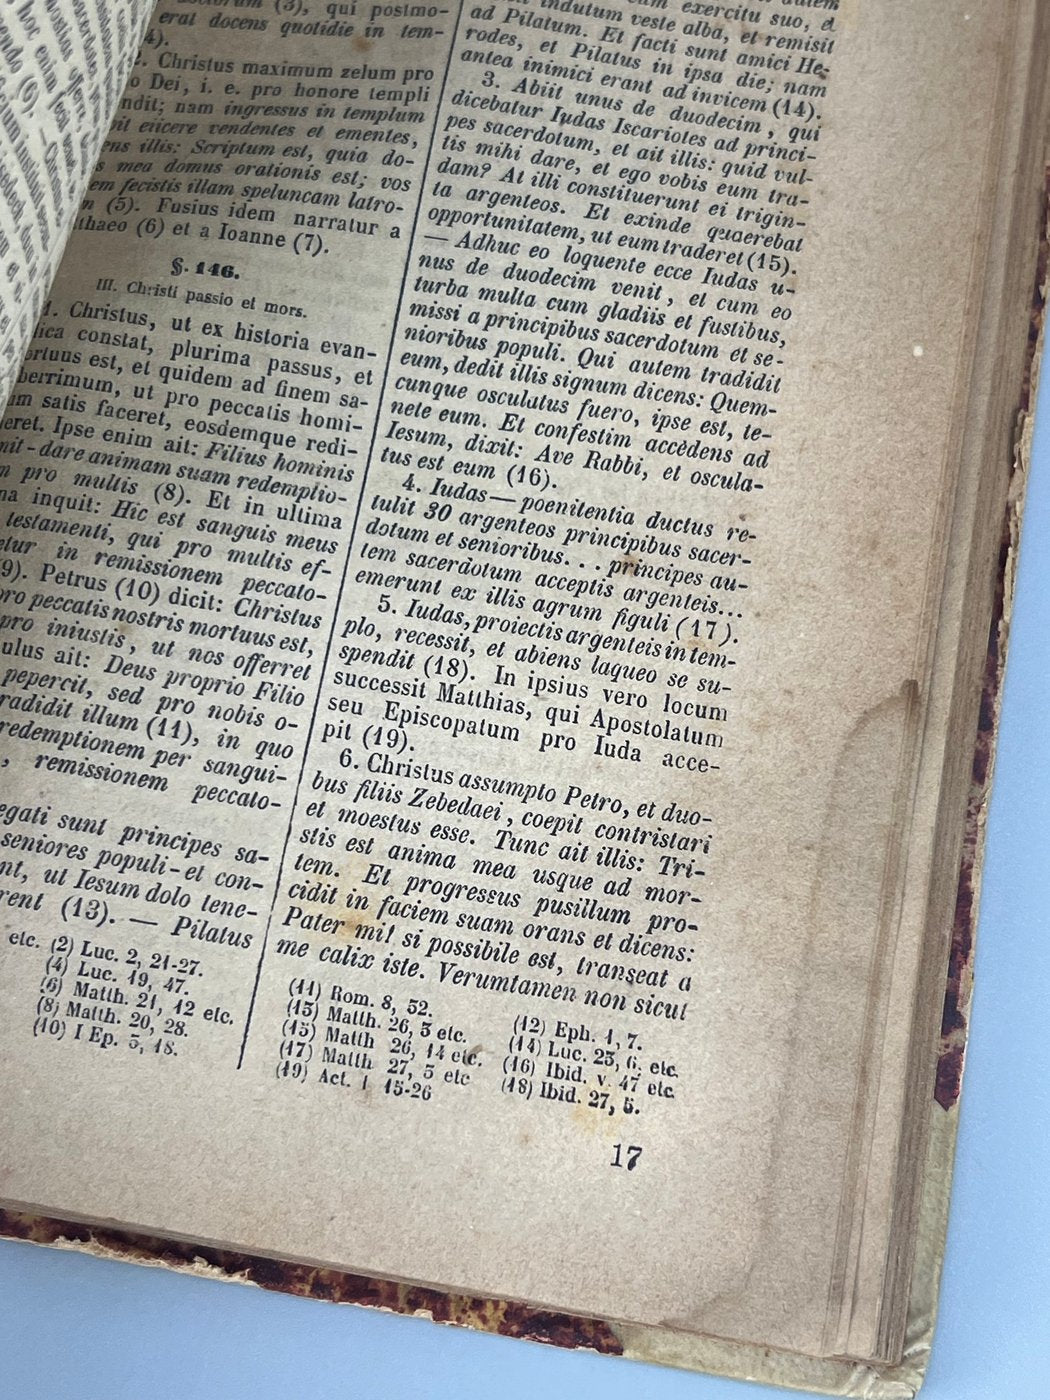 (3), qui postmo-
erat docens quotidie in tem-
Christus maximum zelum pro
Dei, i. e. pro honore templi
nam ingressus in templum
eiicere vendentes et ementes,
illis: Scriptum est, quia do-
mea domus orationis est; vos
fecistis illam speluncam latro-
(5). Fusius idem narratur a
(6) et a Ioanne (7).
§. 146.
III. Christi passio et mors.
1. Christus, ut ex historia evan-
constat, plurima passus, et
est, et quidem ad finem sa-
ut pro peccatis homi-
satis faceret, eosdemque redi-
Ipse enim ait: Filius hominis
dare animam suam redemptio-
pro multis (8). Et in ultima
inquit: Hic est sanguis meus
testamenti, qui pro multis ef-
in remissionem peccato-
Petrus (10) dicit: Christus
pro peccatis nostris mortuus est,
pro iniustis, ut nos offerret
ait: Deus proprio Filio
pepercit, sed pro nobis o-
illum (11), in quo
redemptionem per sangui-
, remissionem peccato-
sunt principes sa-
seniores populi - et con-
ut Iesum dolo tene-
(13). — Pilatus
etc. (2) Luc. 2, 21-27.
(4) Luc. 19, 47.
(6) Matth. 21, 12 etc.
(8) Matth. 20, 28.
(10) I Ep. 3, 18.
indutum veste alba, et remisit
ad Pilatum. Et facti sunt amici He-
rodes, et Pilatus in ipsa die; nam
antea inimici erant ad invicem (14).
3. Abiit unus de duodecim, qui
dicebatur Iudas Iscariotes ad princi-
pes sacerdotum, et ait illis: quid vul-
tis mihi dare, et ego vobis eum tra-
dam? At illi constituerunt ei trigin-
ta argenteos. Et exinde quaerebat
opportunitatem, ut eum traderet (15).
— Adhuc eo loquente ecce Iudas u-
nus de duodecim venit, et cum eo
turba multa cum gladiis et fustibus,
missi a principibus sacerdotum et se-
nioribus populi. Qui autem tradidit
eum, dedit illis signum dicens: Quem-
cunque osculatus fuero, ipse est, te-
nete eum. Et confestim accèdens ad
Iesum, dixit: Ave Rabbi, et oscula-
tus est eum (16).
4. Iudas — poenitentia ductus re-
tulit 30 argenteos principibus sacer-
dotum et senioribus... principes au-
tem sacerdotum acceptis argenteis...
emerunt ex illis agrum figuli (17).
5. Iudas, proiectis argenteis in tem-
plo, recessit, et abiens laqueo se su-
spendit (18). In ipsius vero locum
successit Matthias, qui Apostolatum
seu Episcopatum pro Iuda acce-
pit (19).
6. Christus assumpto Petro, et duo-
bus filiis Zebedaei, coepit contristari
et moestus esse. Tunc ait illis: Tri-
stis est anima mea usque ad mor-
tem. Et progressus pusillum pro-
cidit in faciem suam orans et dicens:
Pater mi! si possibile est, transeat a
me calix iste. Verumtamen non sicut
(11) Rom. 8, 32. (12) Eph. 1, 7.
(13) Matth. 26, 3 etc. (14) Luc. 23, 6. etc.
(15) Matth 26, 14 etc. (16) Ibid. v. 47 etc.
(17) Matth 27, 3 etc (18) Ibid. 27, 5.
(19) Act. 1 15-26
17